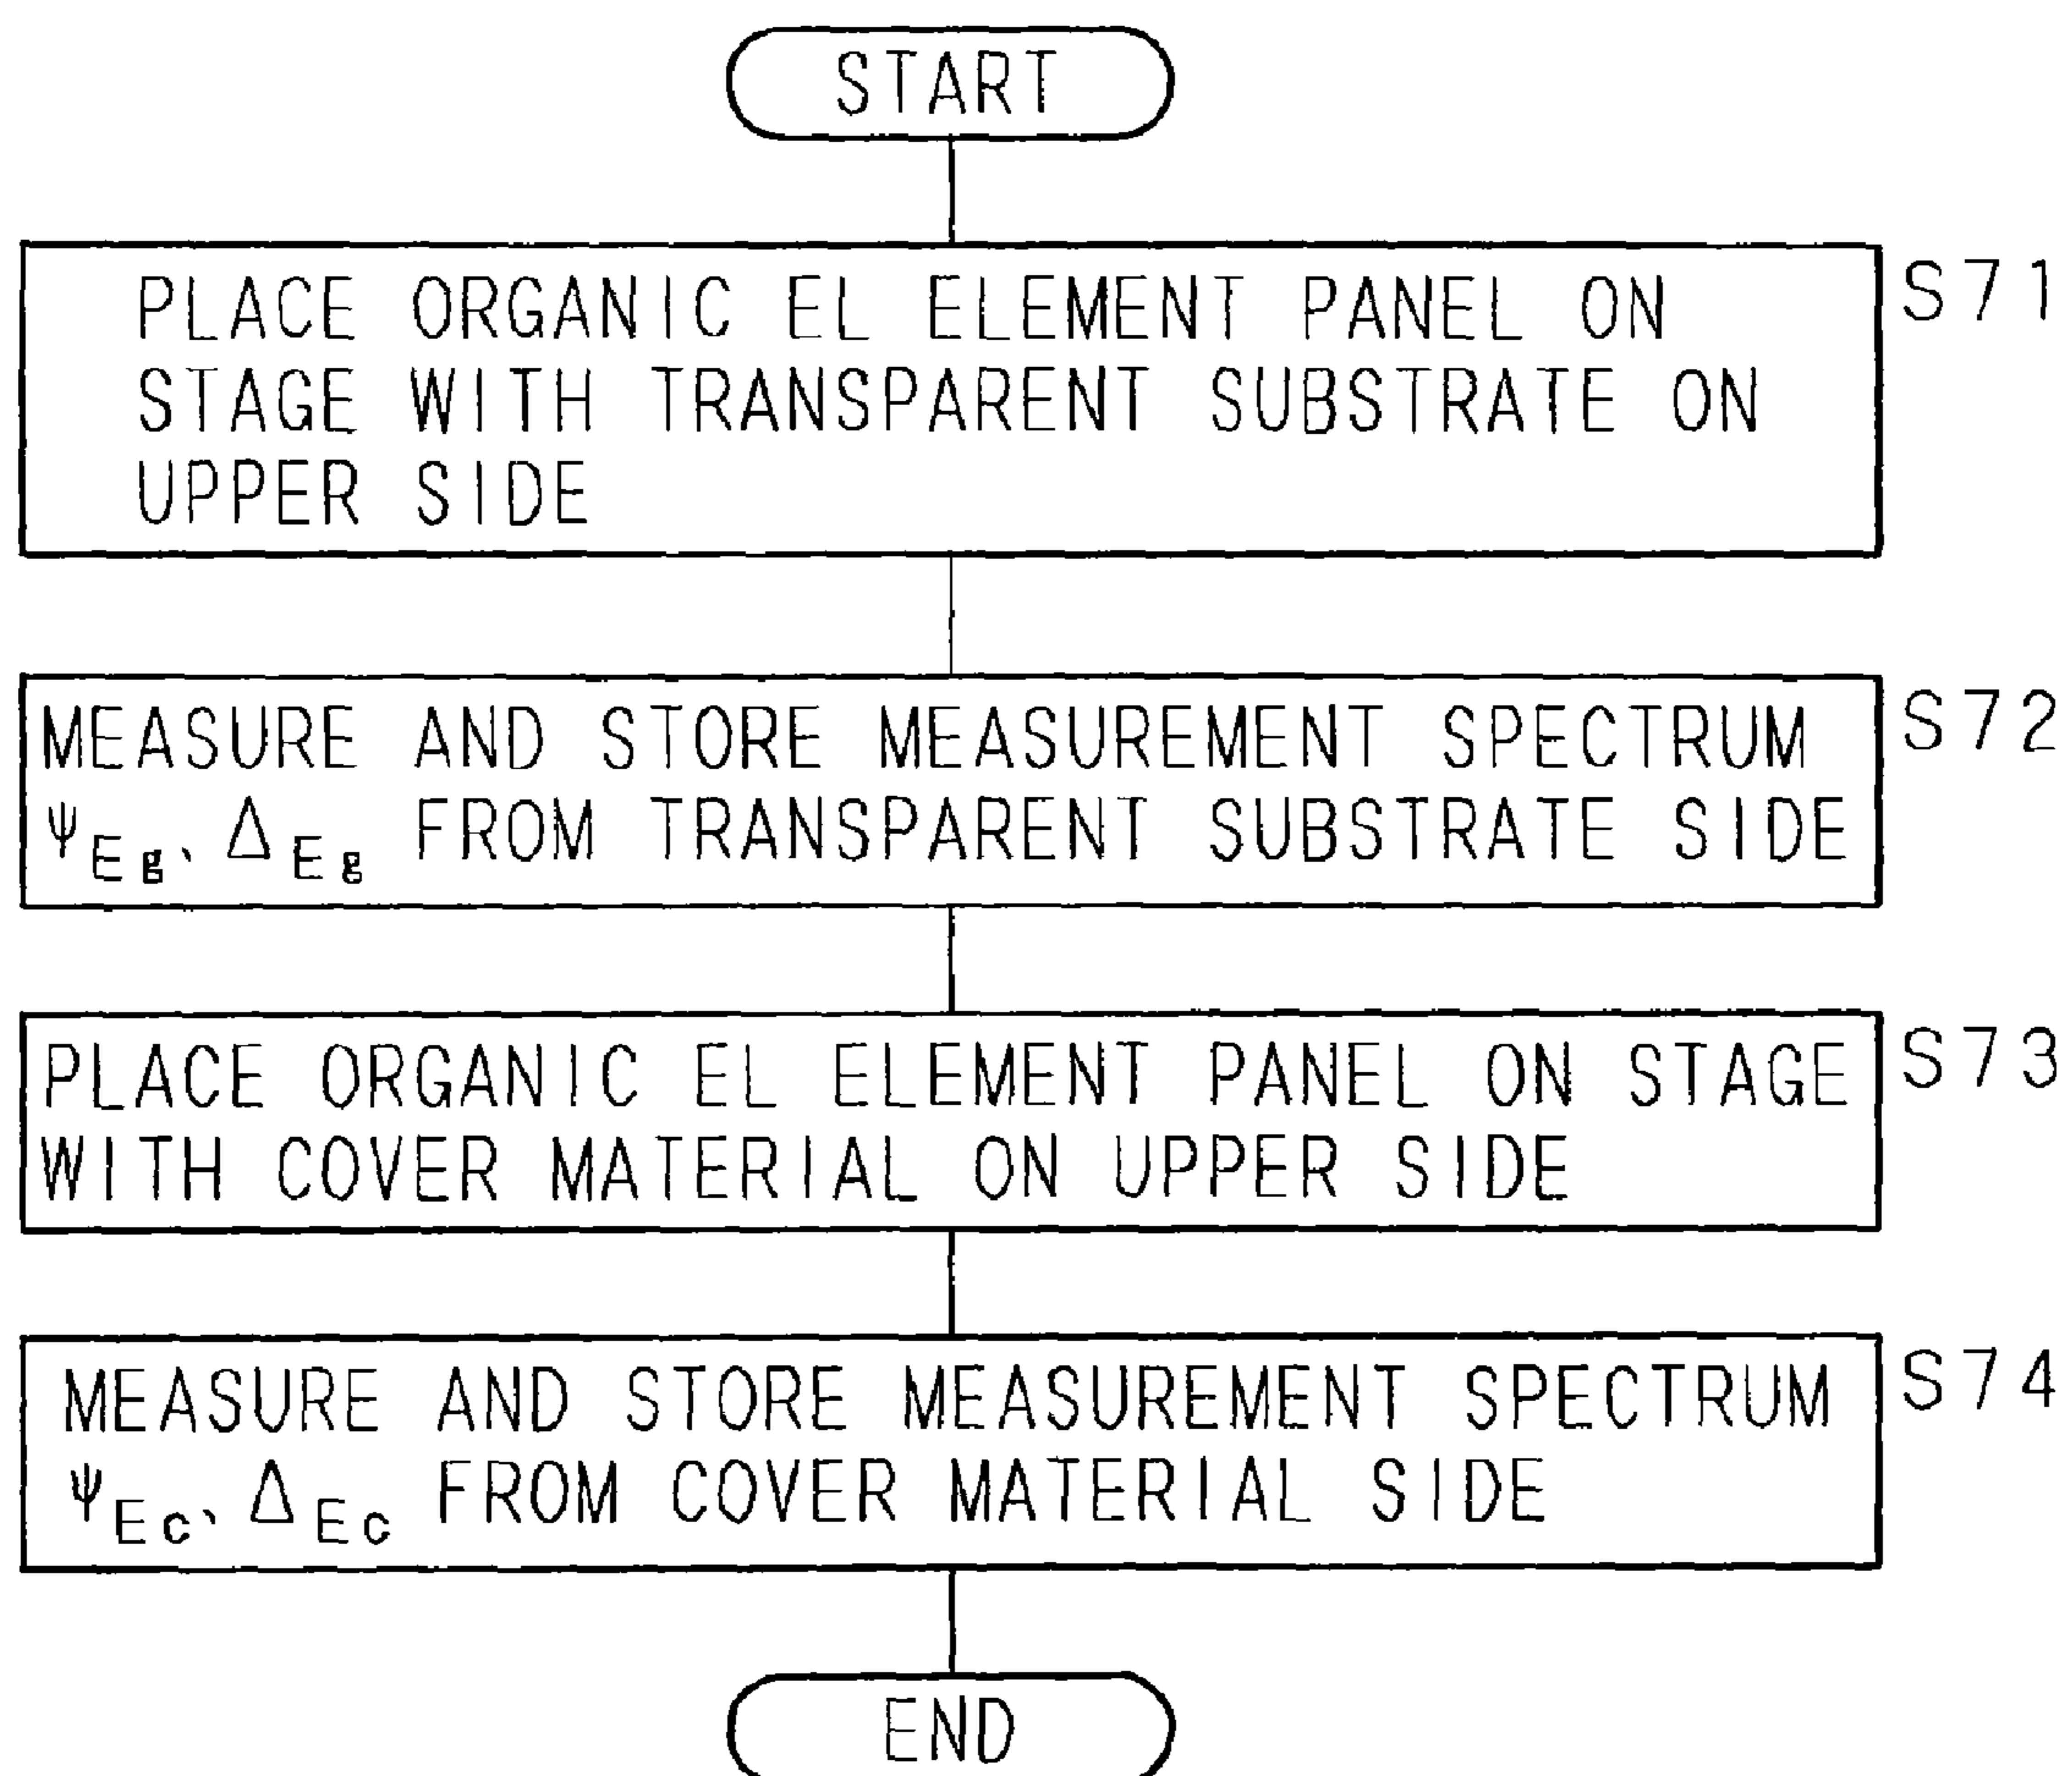 START
PLACE ORGANIC EL ELEMENT PANEL ON
S71
STAGE WITH TRANSPARENT SUBSTRATE ON
UPPER SIDE
MEASURE AND STORE MEASUREMENT SPECTRUM
S72
ΨEg、ΔEg FROM TRANSPARENT SUBSTRATE SIDE
PLACE ORGANIC EL ELEMENT PANEL ON STAGE
S73
WITH COVER MATERIAL ON UPPER SIDE
MEASURE AND STORE MEASUREMENT SPECTRUM
S74
ΨEc、ΔEc FROM COVER MATERIAL SIDE
END